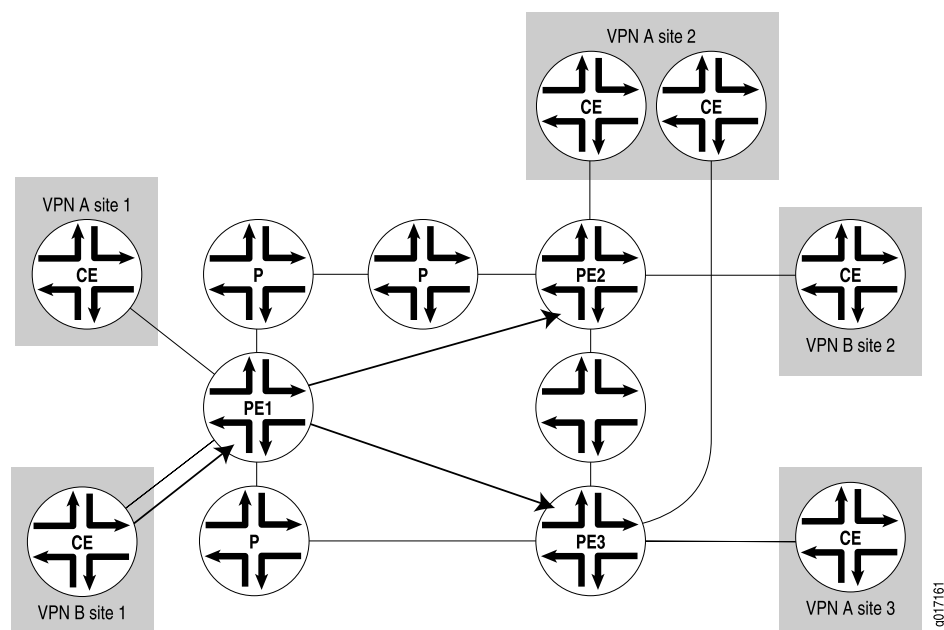 VPN A site 2
CE
CE
VPN A site 1
CE
P
P
PE2
CE
VPN B site 2
PE1
CE
VPN B site 1
P
PE3
CE
VPN A site 3
g017161